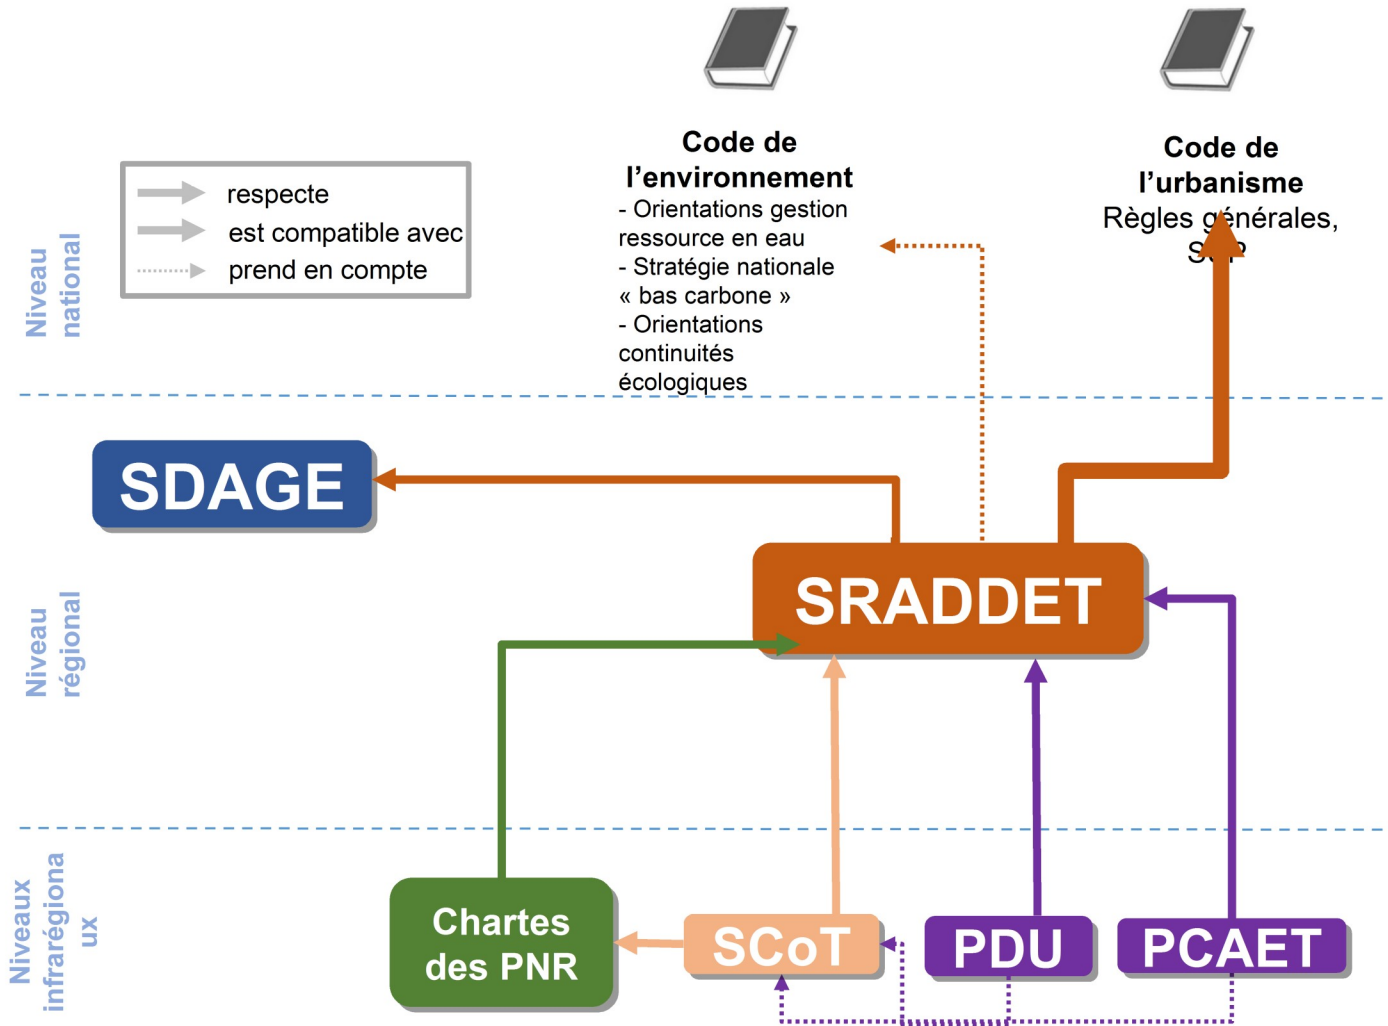 Code de
l'environnement
- Orientations gestion
ressource en eau
- Stratégie nationale
« bas carbone »
- Orientations
continuités
écologiques
Code de
l'urbanisme
Règles générales,
respecte
est compatible avec
prend en compte
Niveau
national
SDAGE
SRADDET
Niveau
régional
Niveaux
infrarégiona
ux
Chartes
des PNR
SCoT
PDU
PCAET